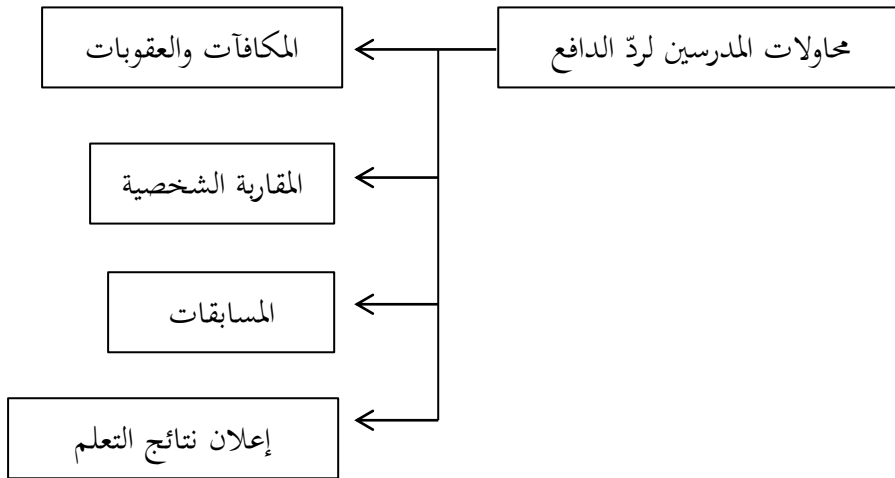 محاولات المدرسين لردّ الدافع
المكافآت والعقوبات
المقاربة الشخصية
المسابقات
إعلان نتائج التعلم